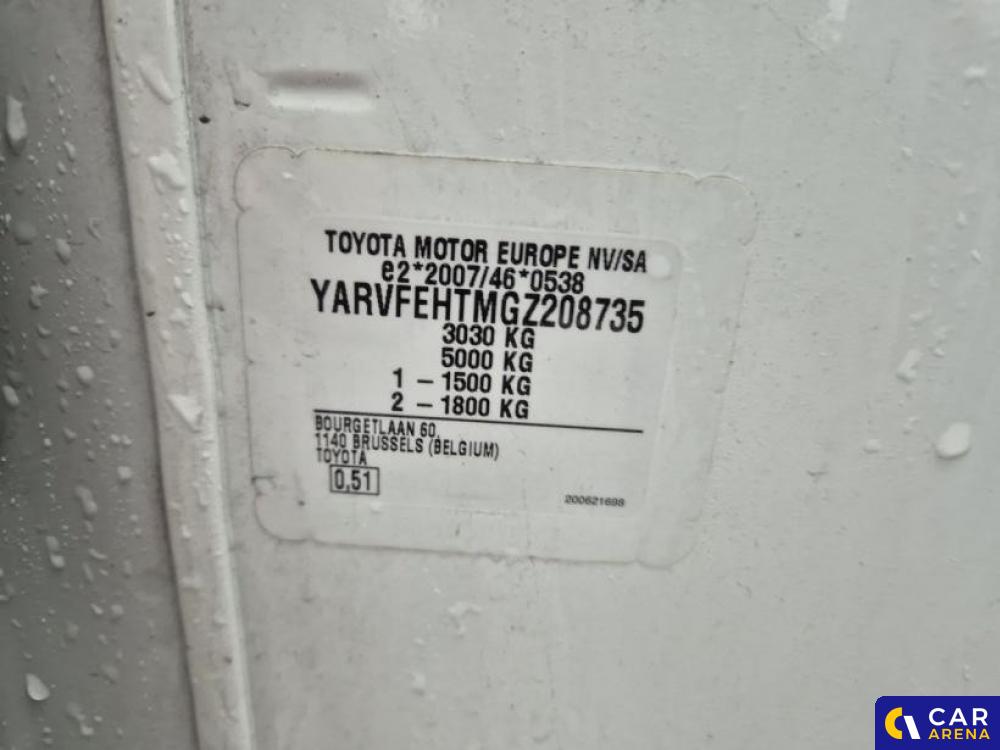 TOYOTA MOTOR EUROPE NV/SA
e2*2007/46*0538
YARVFEHTMGZ208735
3030 KG
5000 KG
1 - 1500 KG
2 - 1800 KG
BOURGETLAAN 60,
1140 BRUSSELS (BELGIUM)
TOYOTA
0,51
200621698
CAR
ARENA